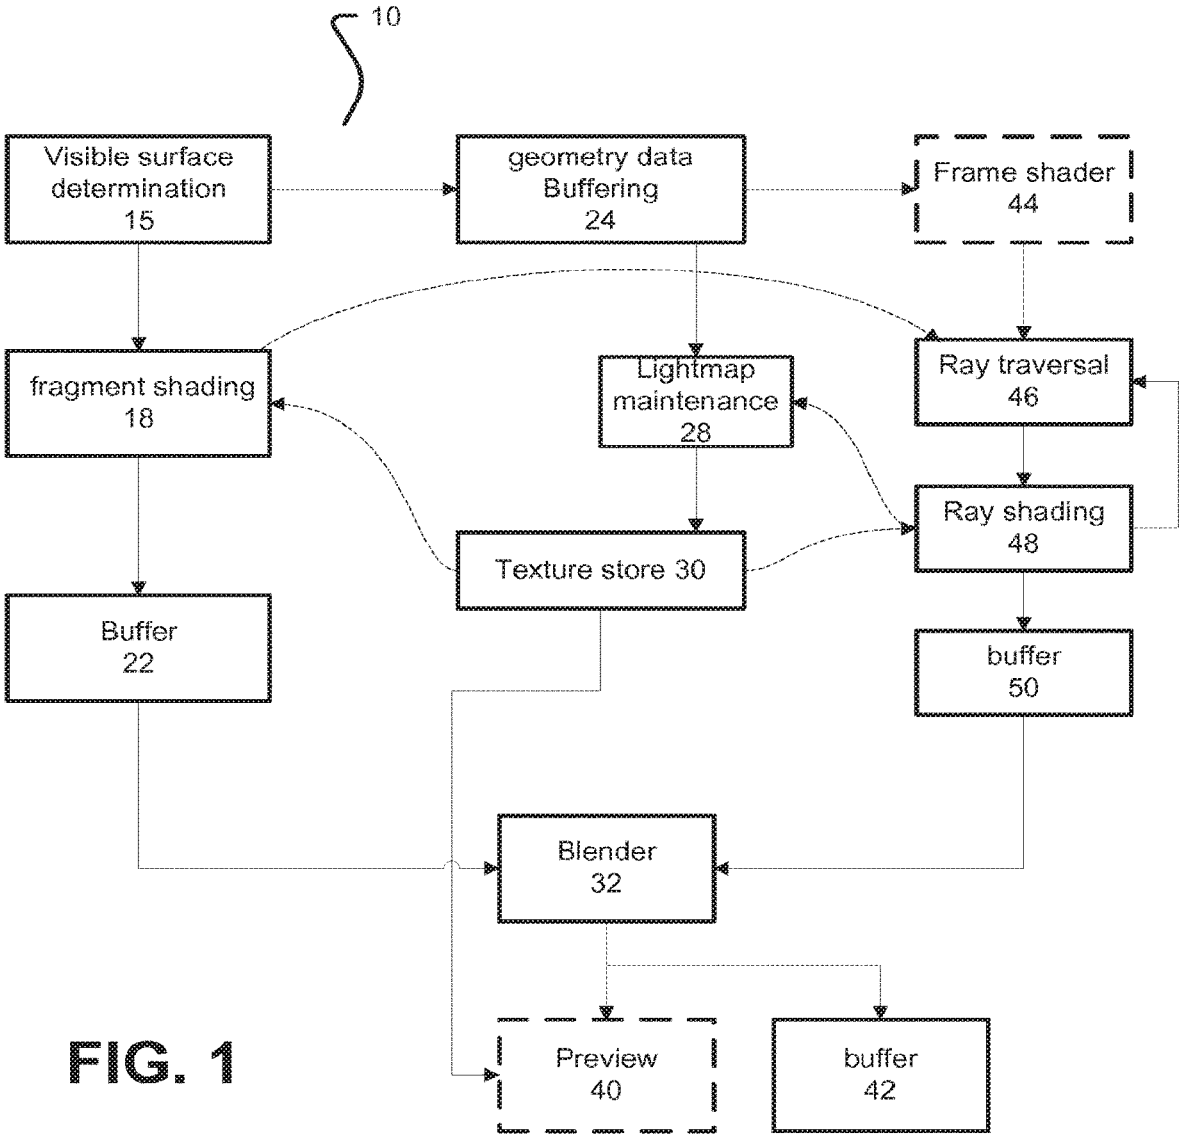 10
Visible surface
determination
15
geometry data
Buffering
24
Frame shader
44
fragment shading
18
Lightmap
maintenance
28
Ray traversal
46
Ray shading
48
Texture store 30
Buffer
22
buffer
50
Blender
32
Preview
40
buffer
42
FIG. 1